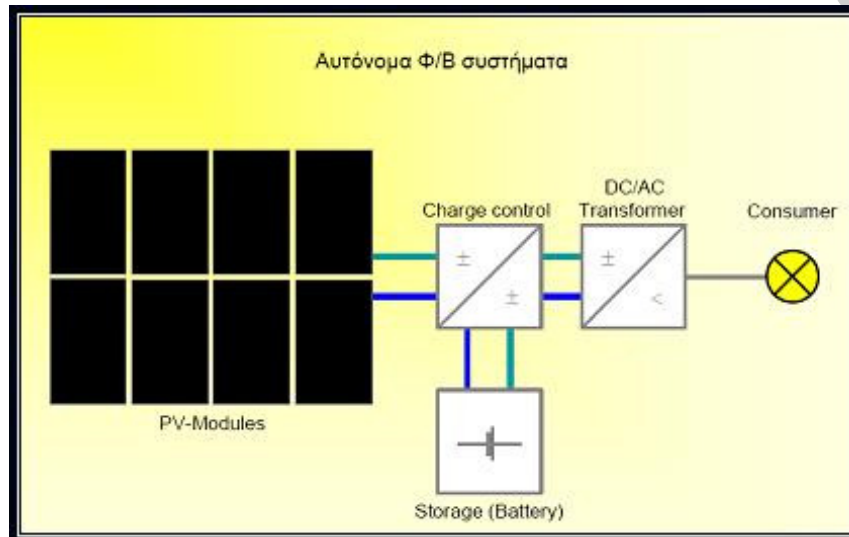 Αυτόνομα Φ/Β συστήματα
DC/AC
Charge control Transformer Consumer
±
±
±
<
PV-Modules
Storage (Battery)